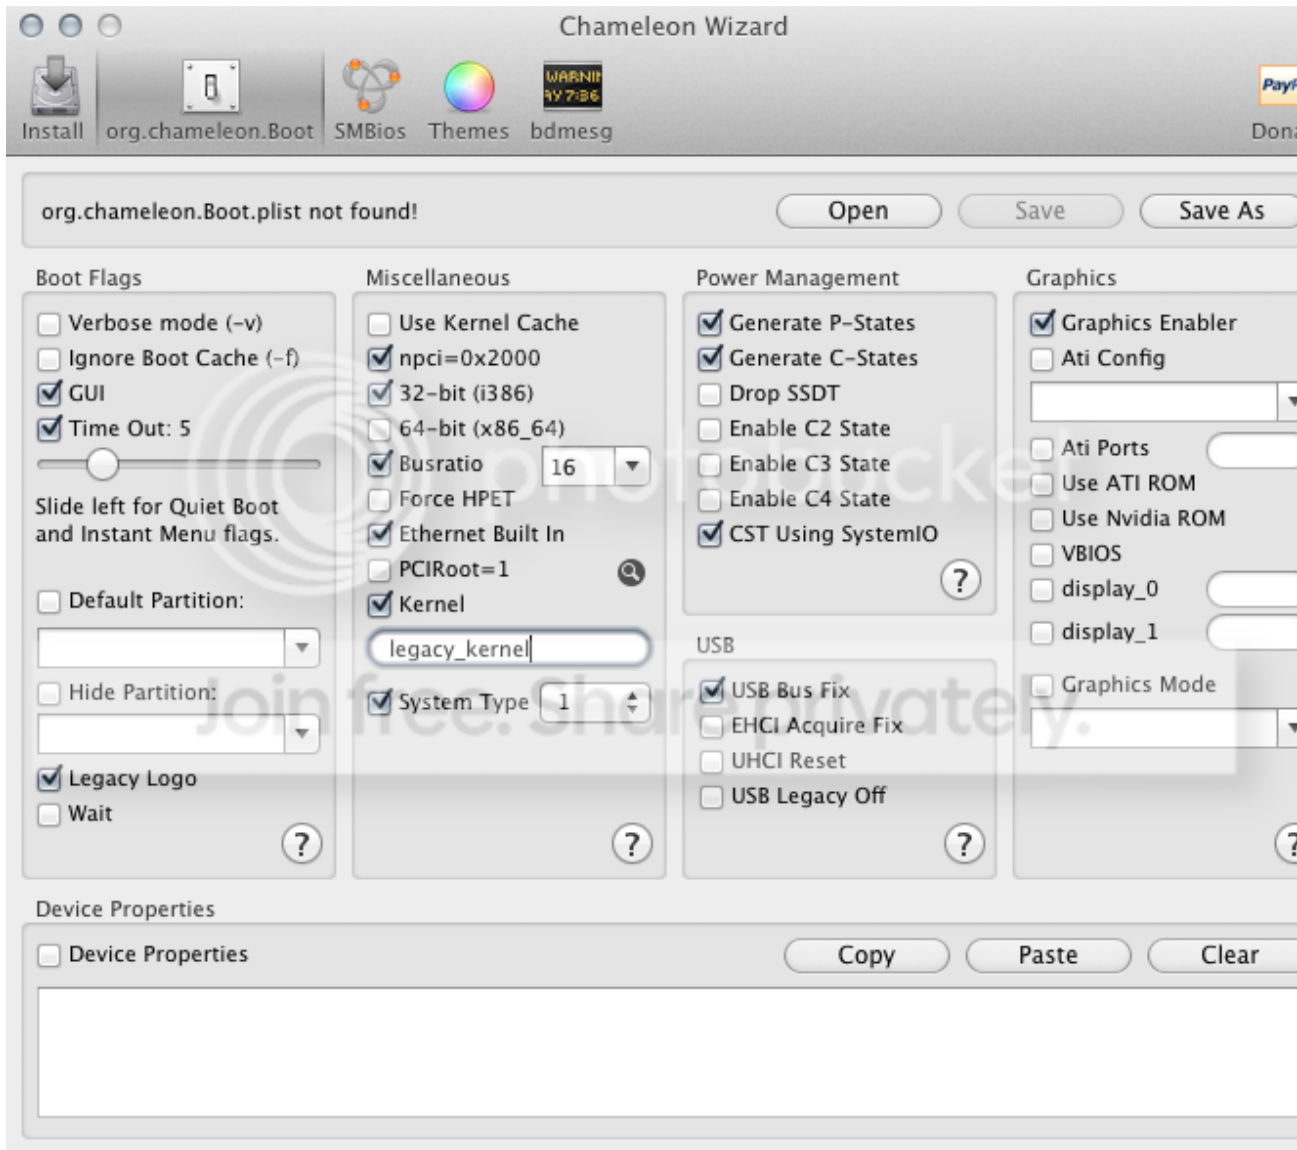 Chameleon Wizard
WARNIN
AY 7:36
PayP
Install
org.chameleon.Boot
SMBios
Themes
bdmesg
Dona
org.chameleon.Boot.plist not found!
Open
Save
Save As
Boot Flags
Verbose mode (-v)
Ignore Boot Cache (-f)
GUI
Time Out: 5
Slide left for Quiet Boot
and Instant Menu flags.
Default Partition:
Hide Partition:
Legacy Logo
Wait
?
Miscellaneous
Use Kernel Cache
npci=0x2000
32-bit (i386)
64-bit (x86_64)
Busratio
16
Force HPET
Ethernet Built In
PCIRoot=1
Kernel
legacy_kernel
System Type
1
?
Power Management
Generate P-States
Generate C-States
Drop SSDT
Enable C2 State
Enable C3 State
Enable C4 State
CST Using SystemIO
?
USB
USB Bus Fix
EHCI Acquire Fix
UHCI Reset
USB Legacy Off
?
Graphics
Graphics Enabler
Ati Config
Ati Ports
Use ATI ROM
Use Nvidia ROM
VBIOS
display_0
display_1
Graphics Mode
?
photobucket
Join free. Share privately.
Device Properties
Device Properties
Copy
Paste
Clear